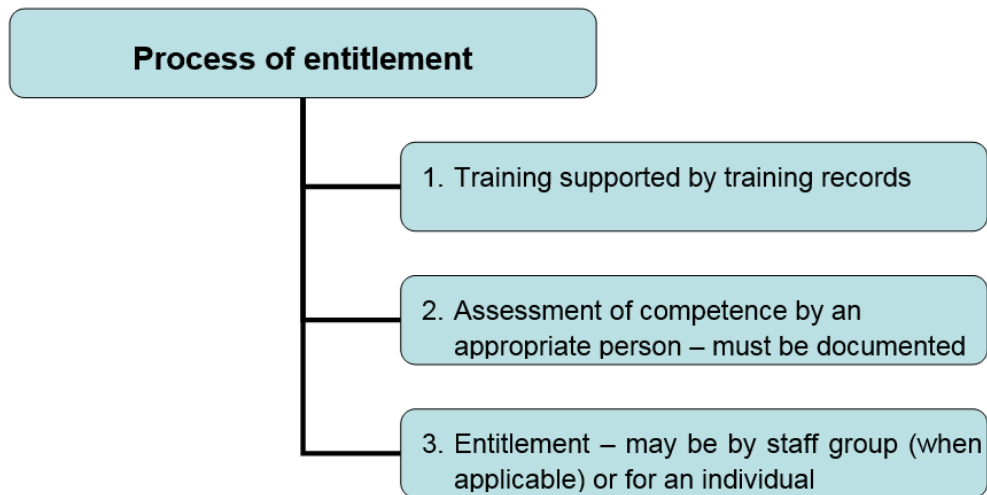 Process of entitlement
1. Training supported by training records
2. Assessment of competence by an
appropriate person – must be documented
3. Entitlement – may be by staff group (when
applicable) or for an individual